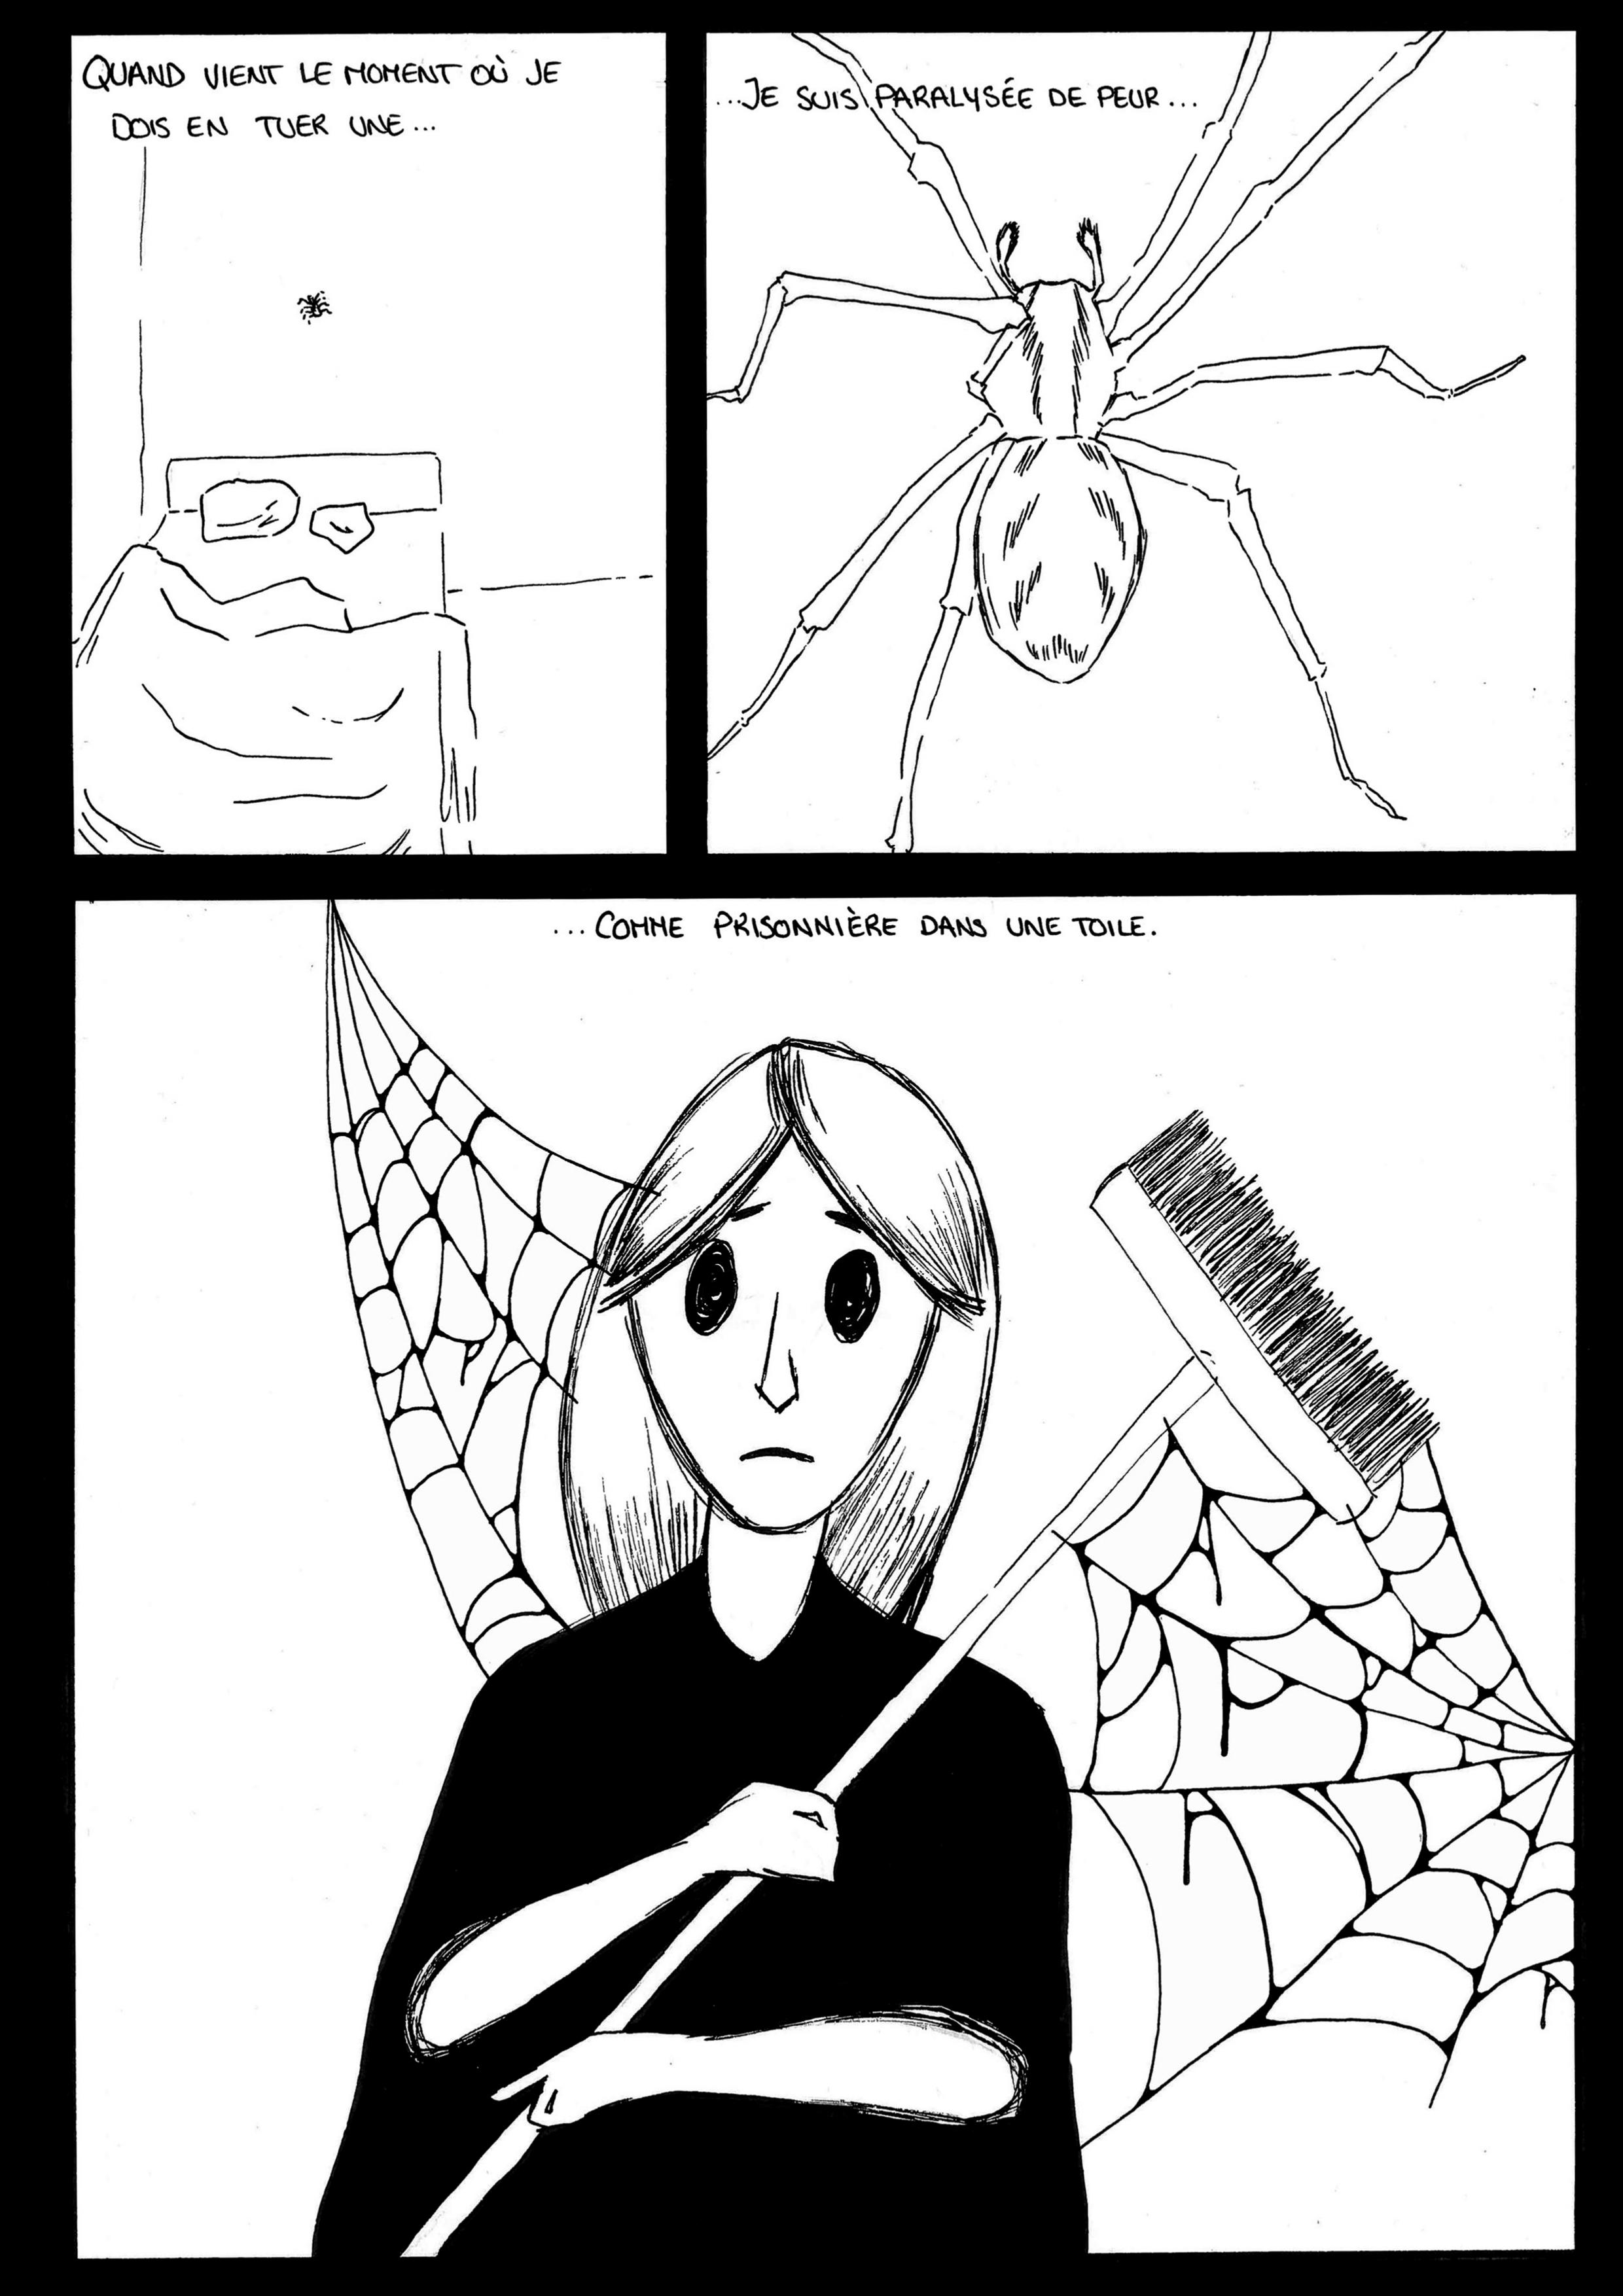 QUAND VIENT LE MOMENT OÙ JE
DOIS EN TUER UNE...
...JE SUIS PARALYSÉE DE PEUR...
...COMME PRISONNIÈRE DANS UNE TOILE.